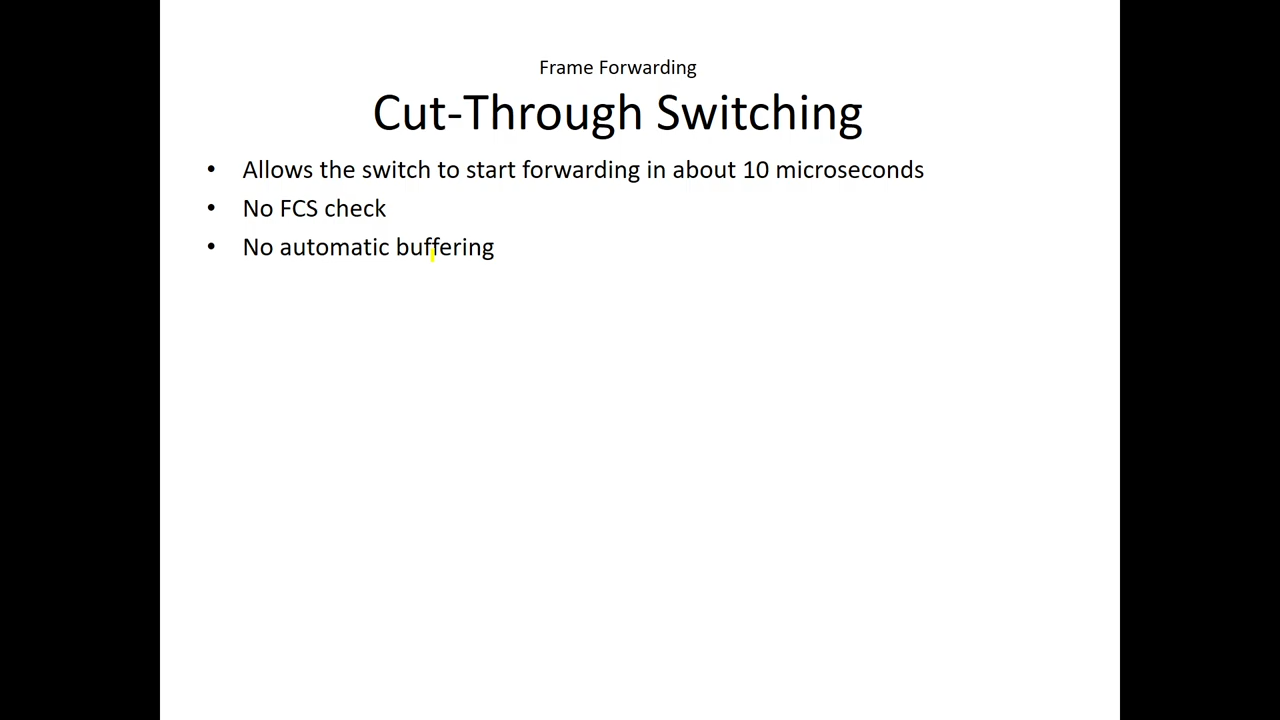 Frame Forwarding
Cut-Through Switching
• Allows the switch to start forwarding in about 10 microseconds
• No FCS check
• No automatic buffering